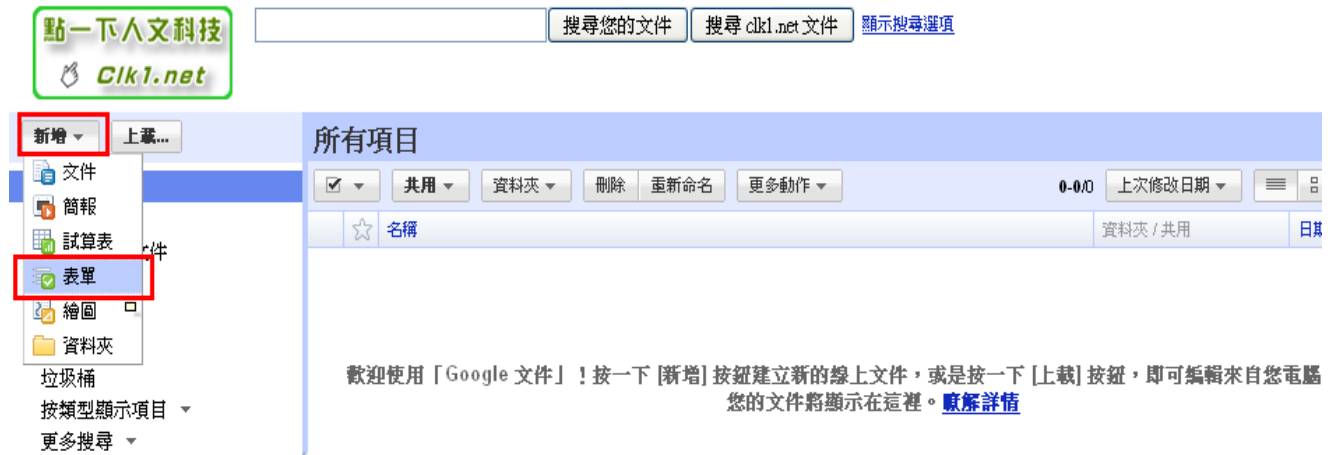 點一下人文科技
Clk1.net
搜尋您的文件 搜尋 clk1.net 文件 顯示搜尋選項
新增 上載...
所有項目
文件
簡報
試算表
件
表單
繪圖
資料夾
垃圾桶
按類型顯示項目
更多搜尋
共用 資料夾 刪除 重新命名 更多動作 0-0/0 上次修改日期
名稱 資料夾 / 共用 日期
歡迎使用「Google 文件」！按一下 [新增] 按鈕建立新的線上文件，或是按一下 [上載] 按鈕，即可編輯來自您電腦
您的文件將顯示在這裡。瞭解詳情